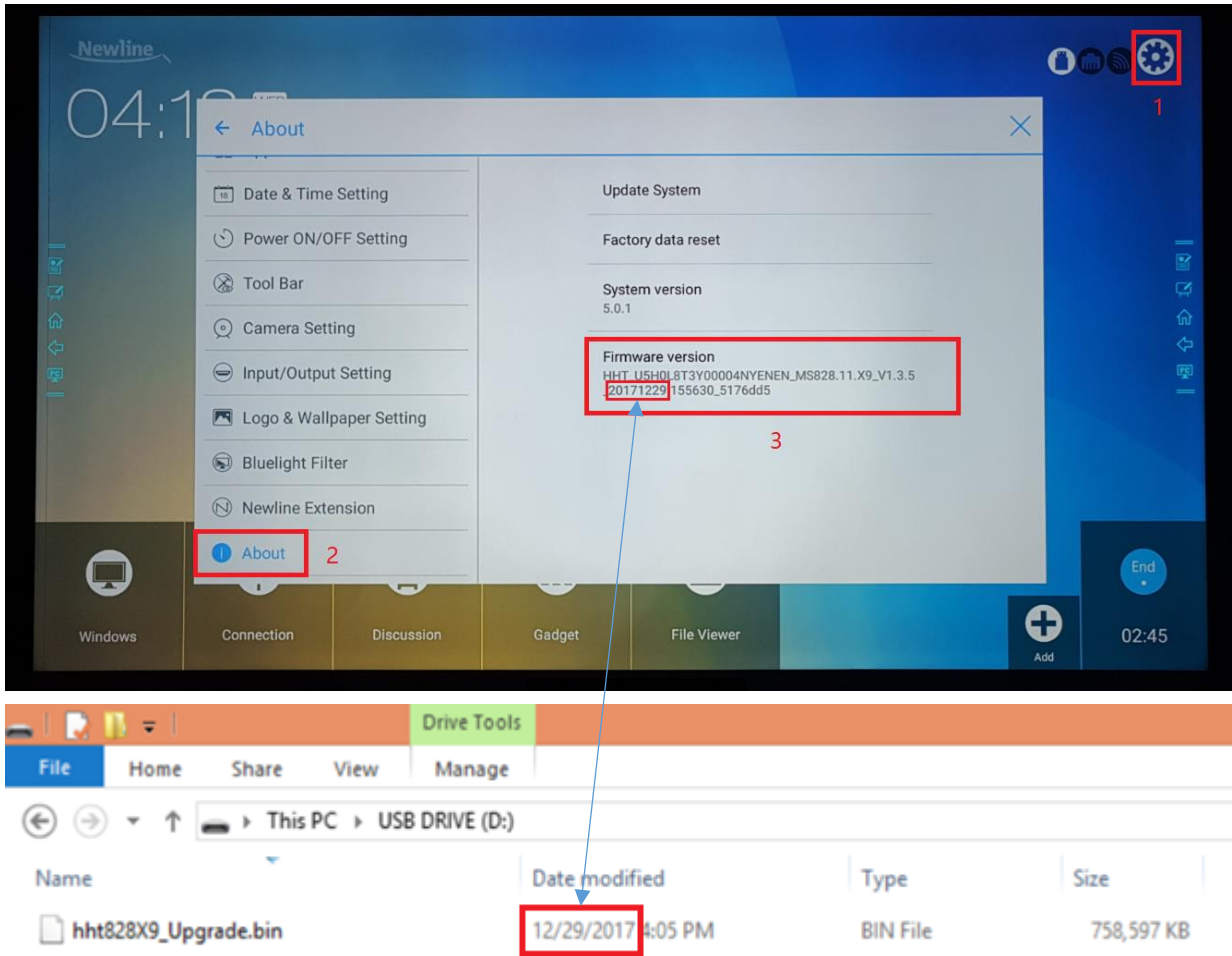 Newline
1
← About
Date & Time Setting
Power ON/OFF Setting
Tool Bar
Camera Setting
Input/Output Setting
Logo & Wallpaper Setting
Bluelight Filter
Newline Extension
About
2
Update System
Factory data reset
System version
5.0.1
Firmware version
HHT_U5H0L8T3Y00004NYENEN_MS828.11.X9_V1.3.5
_20171229_155630_5176dd5
3
Windows
Connection
Discussion
Gadget
File Viewer
Add
End
02:45
Drive Tools
File Home Share View Manage
This PC USB DRIVE (D:)
Name Date modified Type Size
hht828X9_Upgrade.bin 12/29/2017 4:05 PM BIN File 758,597 KB